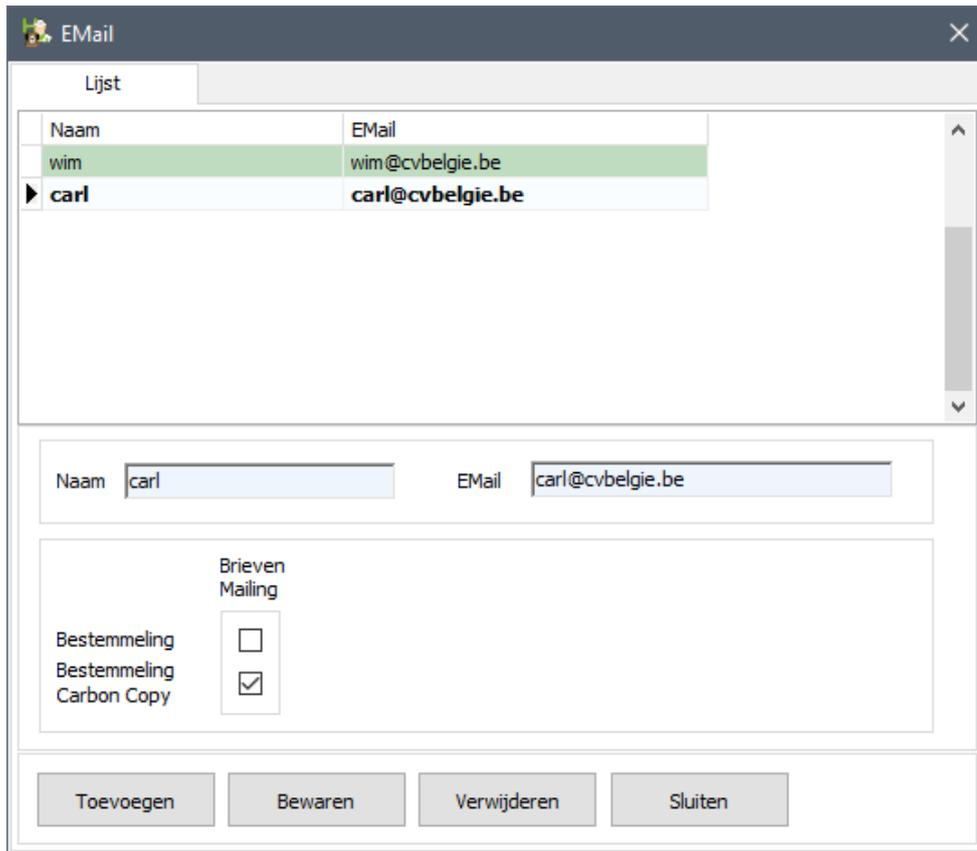 EMail
Lijst
Naam EMail
wim wim@cvbelgie.be
carl carl@cvbelgie.be
Naam carl EMail carl@cvbelgie.be
Brieven
Mailing
Bestemmeling
Bestemmeling
Carbon Copy
Toevoegen Bewaren Verwijderen Sluiten